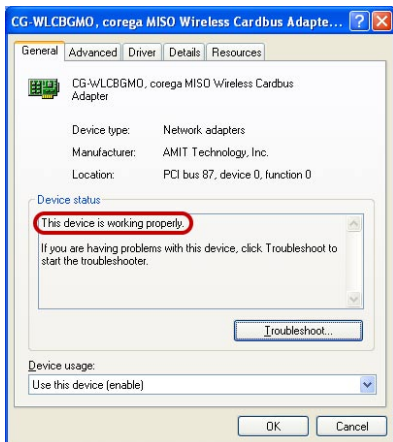 CG-WLCBGMO, corega MISO Wireless Cardbus Adapte...
General Advanced Driver Details Resources
CG-WLCBGMO, corega MISO Wireless Cardbus
Adapter
Device type: Network adapters
Manufacturer: AMIT Technology, Inc.
Location: PCI bus 87, device 0, function 0
Device status
This device is working properly.
If you are having problems with this device, click Troubleshoot to
start the troubleshooter.
Troubleshoot...
Device usage:
Use this device (enable)
OK Cancel